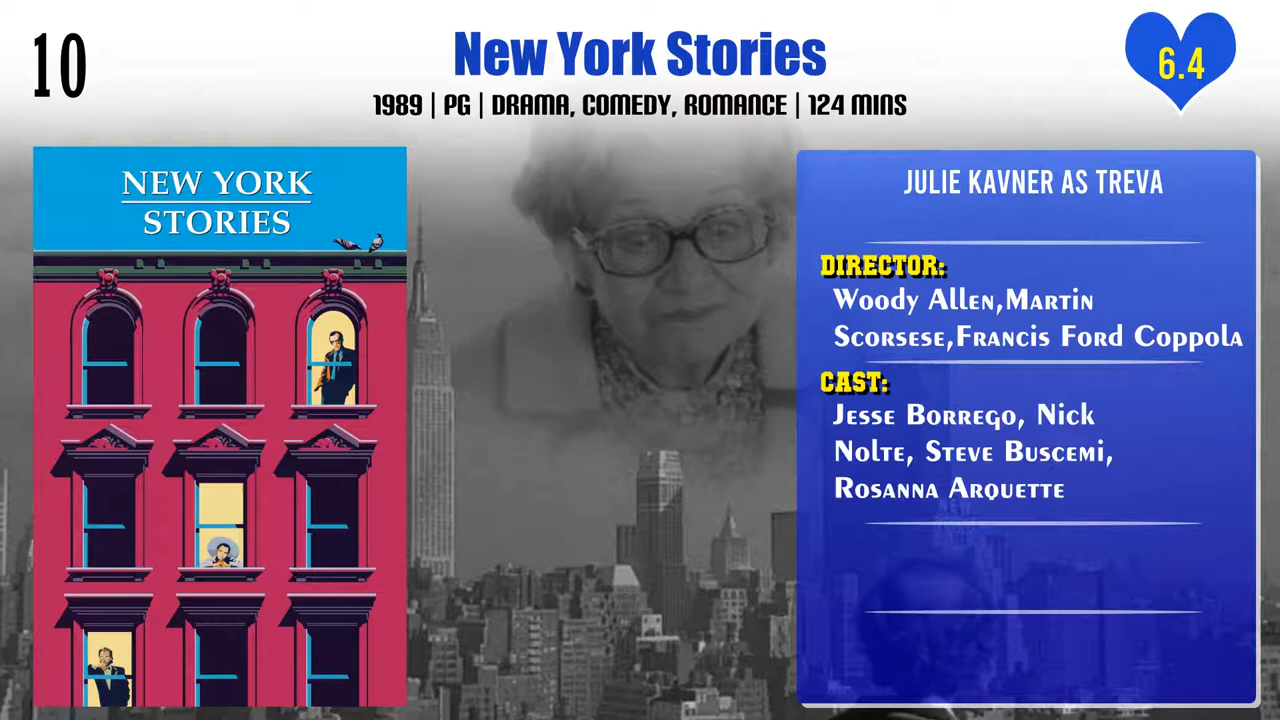 10
New York Stories
6.4
1989 | PG | DRAMA, COMEDY, ROMANCE | 124 MINS
NEW YORK
STORIES
JULIE KAVNER AS TREVA
DIRECTOR:
Woody Allen,Martin
Scorsese,Francis Ford Coppola
CAST:
Jesse Borrego, Nick
Nolte, Steve Buscemi,
Rosanna Arquette